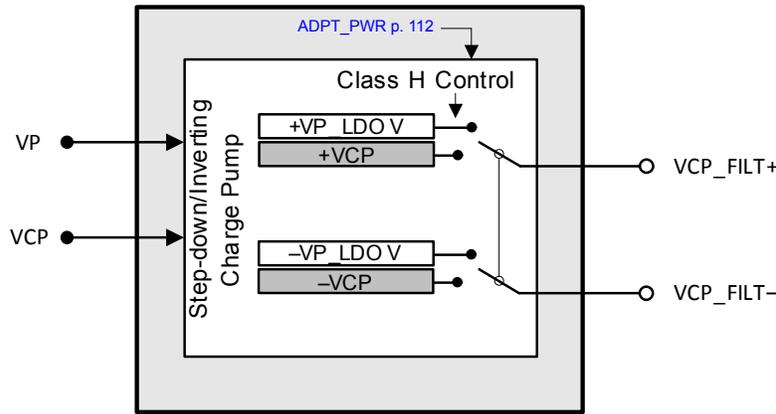 ADPT_PWR p. 112
Class H Control
Step-down/Inverting
Charge Pump
+VP_LDO V
+VCP
–VP_LDO V
–VCP
VP
VCP
VCP_FILT+
VCP_FILT–